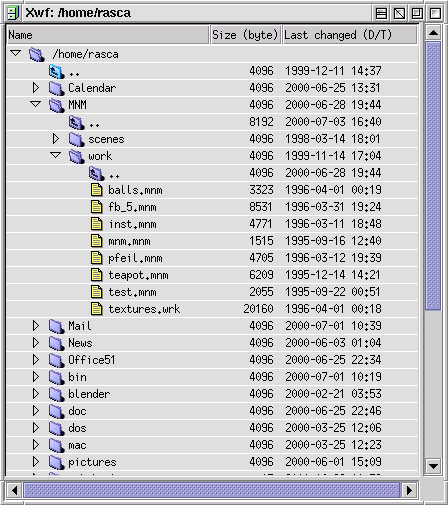 Xwf: /home/rasca
Name Size (byte) Last changed (D/T)
/home/rasca
.. 4096 1999-12-11 14:37
Calendar 4096 2000-06-25 13:31
MNM 4096 2000-06-28 19:44
.. 8192 2000-07-03 16:40
scenes 4096 1998-03-14 18:01
work 4096 1999-11-14 17:04
.. 4096 2000-06-28 19:44
balls.mnm 3323 1996-04-01 00:19
fb_5.mnm 8531 1996-03-31 19:24
inst.mnm 4771 1996-03-11 18:48
mnm.mnm 1515 1995-09-16 12:40
pfeil.mnm 4705 1996-03-12 19:39
teapot.mnm 6209 1995-12-14 14:21
test.mnm 2055 1995-09-22 00:51
textures.wrk 20160 1996-04-01 00:18
Mail 4096 2000-07-01 10:39
News 4096 2000-06-03 01:04
Office51 4096 2000-06-25 22:34
bin 4096 2000-07-01 10:19
blender 4096 2000-02-21 03:53
doc 4096 2000-06-25 22:46
dos 4096 2000-03-25 12:06
mac 4096 2000-03-25 12:23
pictures 4096 2000-06-01 15:09